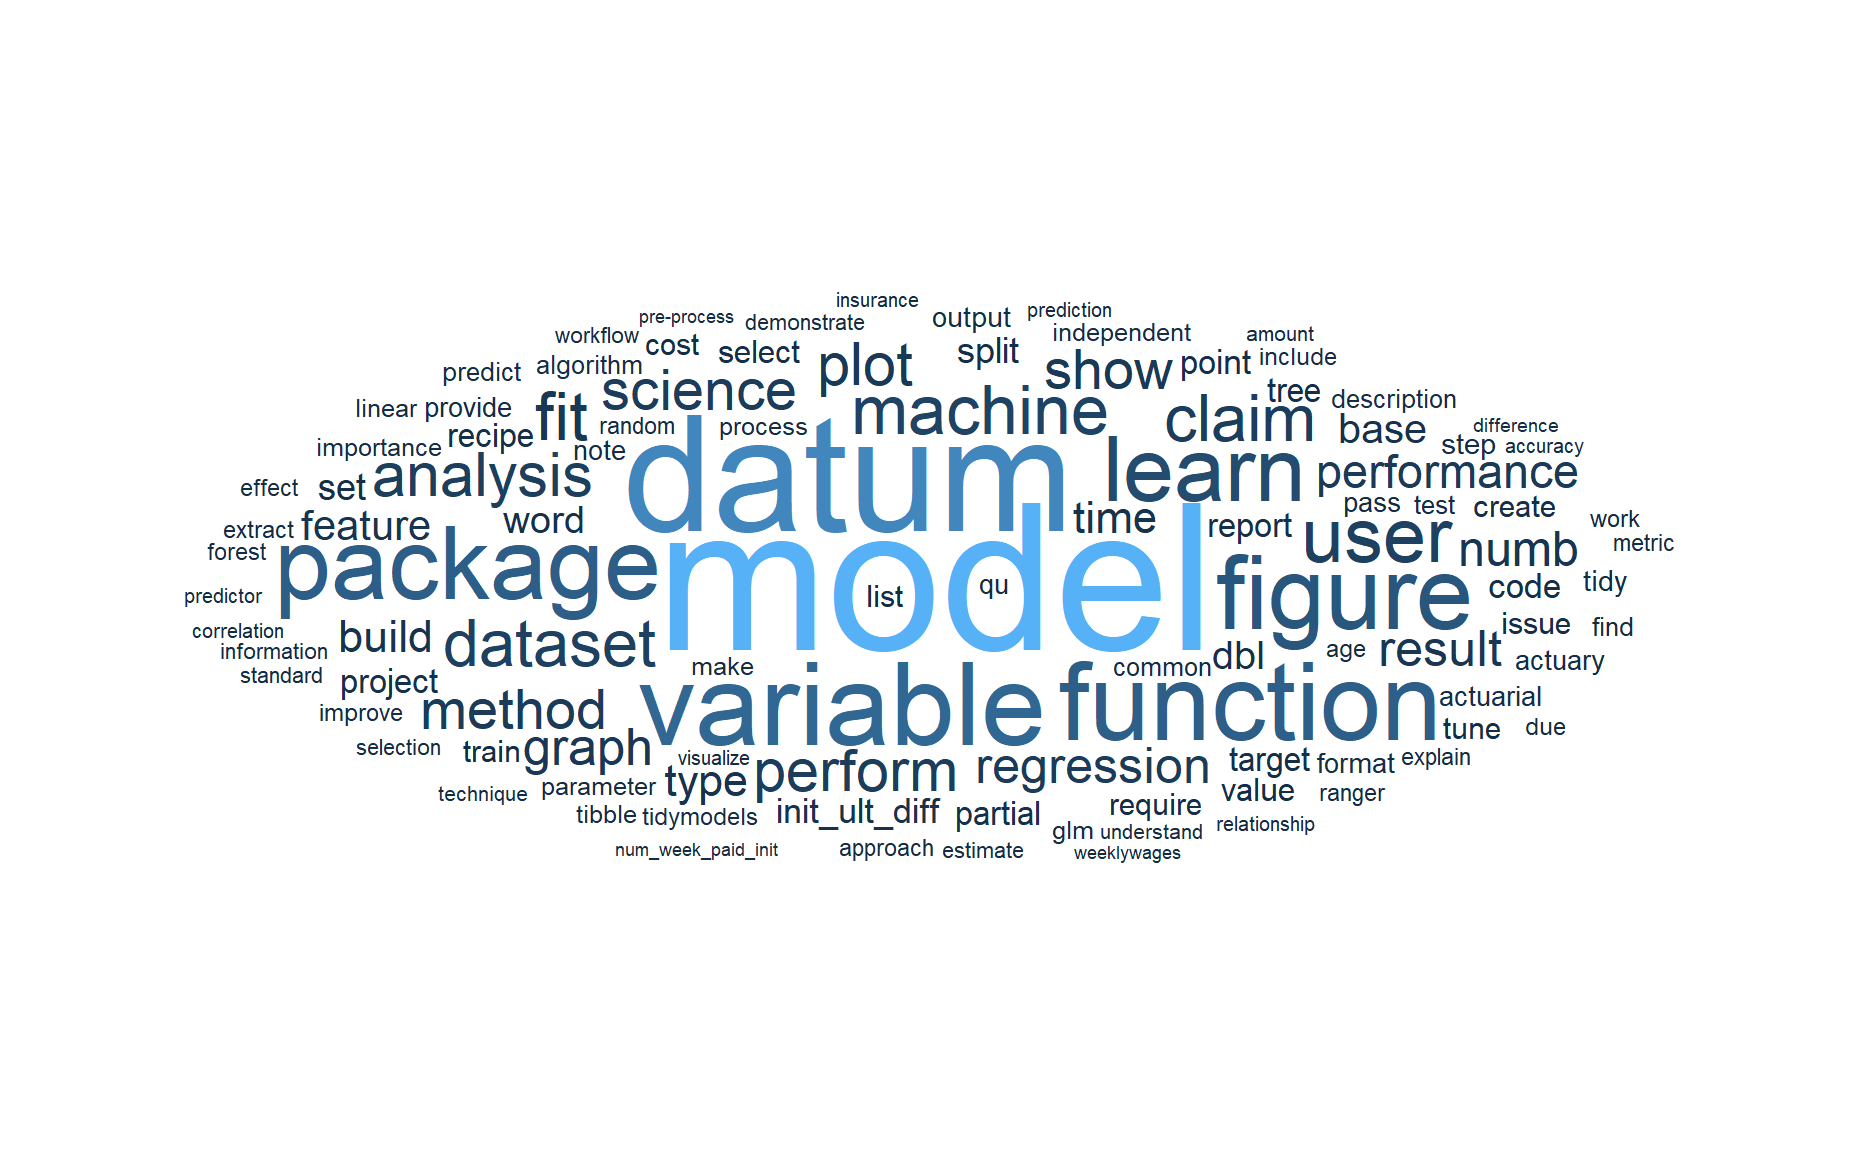 insurance
pre-process demonstrate output prediction
workflow cost select split independent amount
predict algorithm science plot show point include
linear provide fit random process machine claim tree description
importance recipe note datum learn base step difference accuracy
effect set analysis performance
extract feature word time report pass test create work
forest package model user numb metric
predictor list qu figure code tidy
correlation build dataset issue find
information make common dbl age result actuary
standard project variable function actuarial
improve method tune due
selection train graph visualize perform regression target format explain
technique parameter type value ranger
tibble tidymodels init_ult_diff partial require
glm understand relationship
num_week_paid_init approach estimate weeklywages